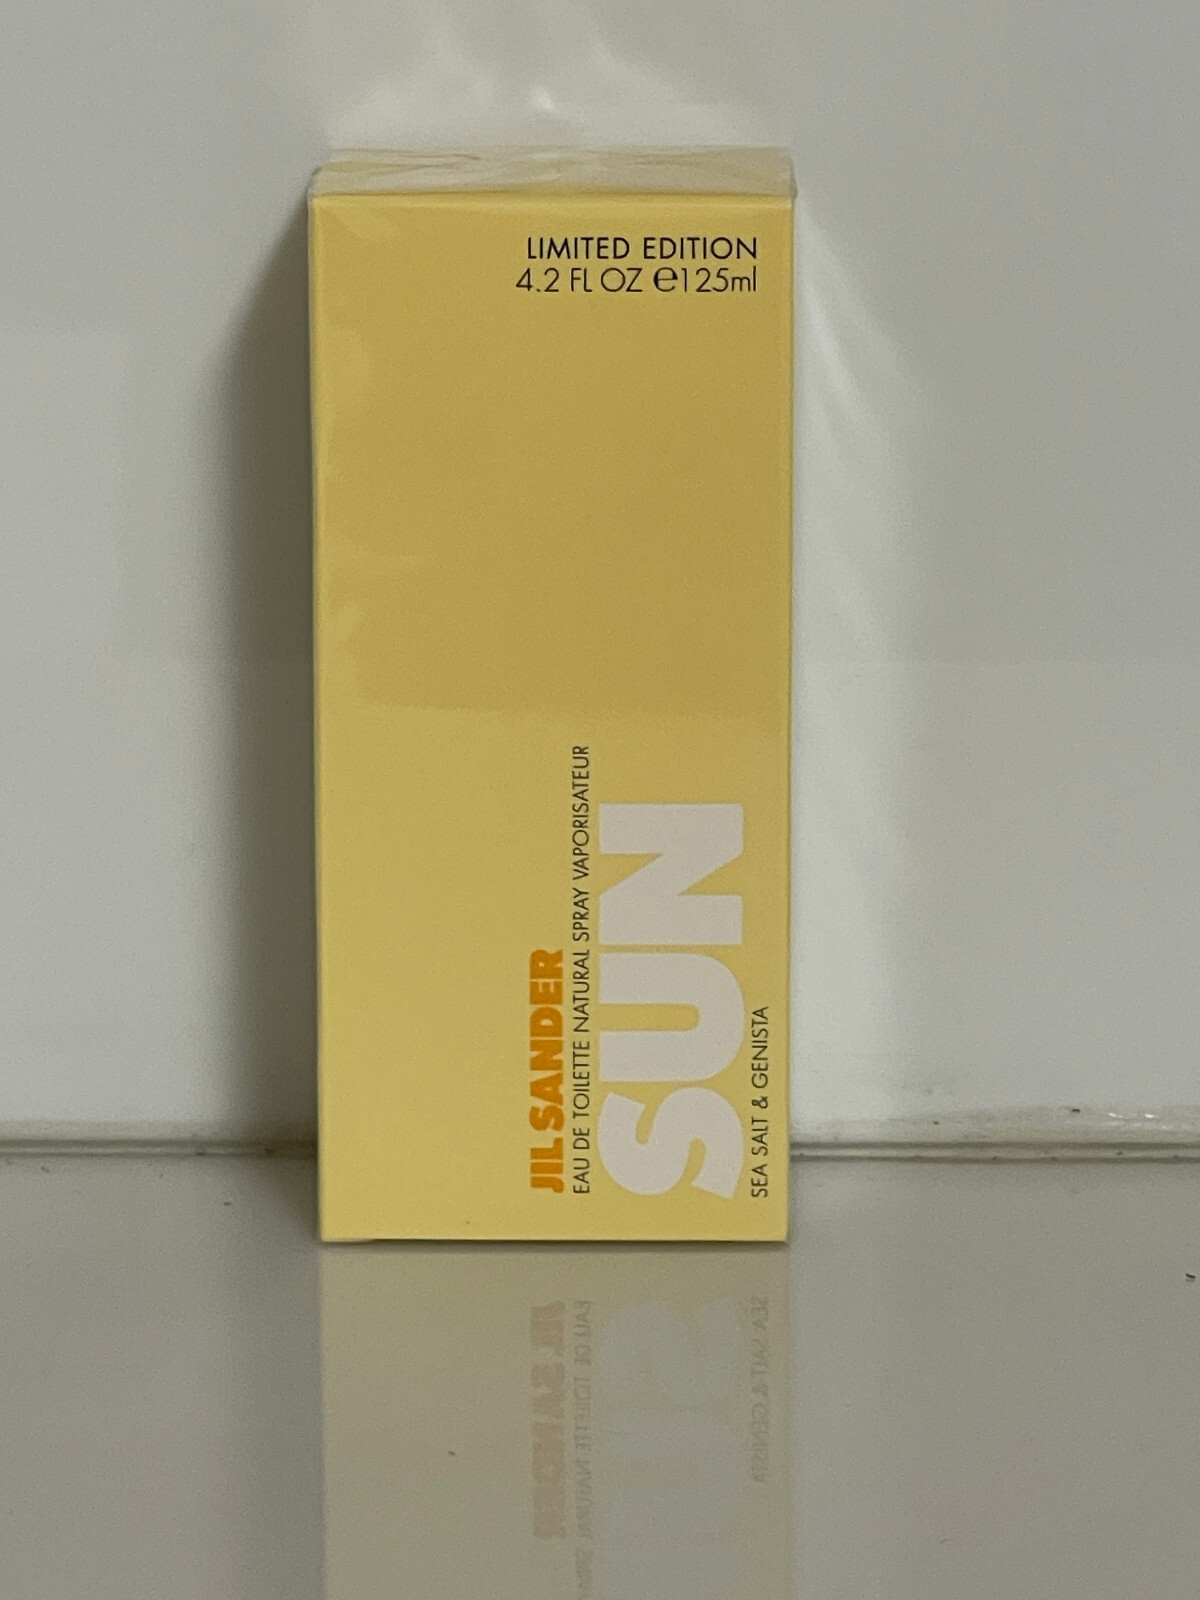 LIMITED EDITION
4.2 FL OZ ℮125ml
JIL SANDER
EAU DE TOILETTE NATURAL SPRAY VAPORISATEUR
SUN
SEA SALT & GENISTA